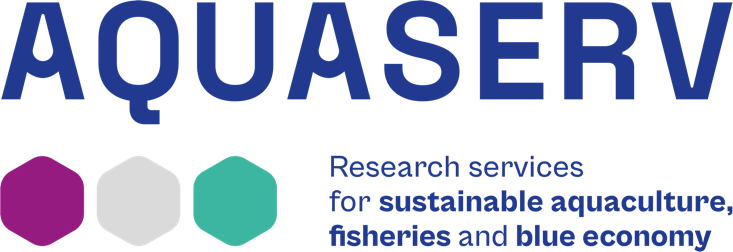 AQUASERV
Research services
for sustainable aquaculture,
fisheries and blue economy